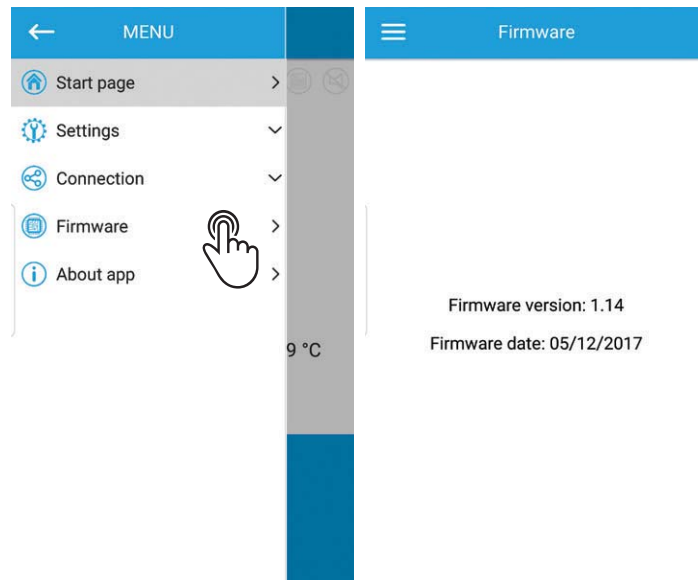 MENU
Start page
Settings
Connection
Firmware
About app
9 °C
Firmware
Firmware version: 1.14
Firmware date: 05/12/2017